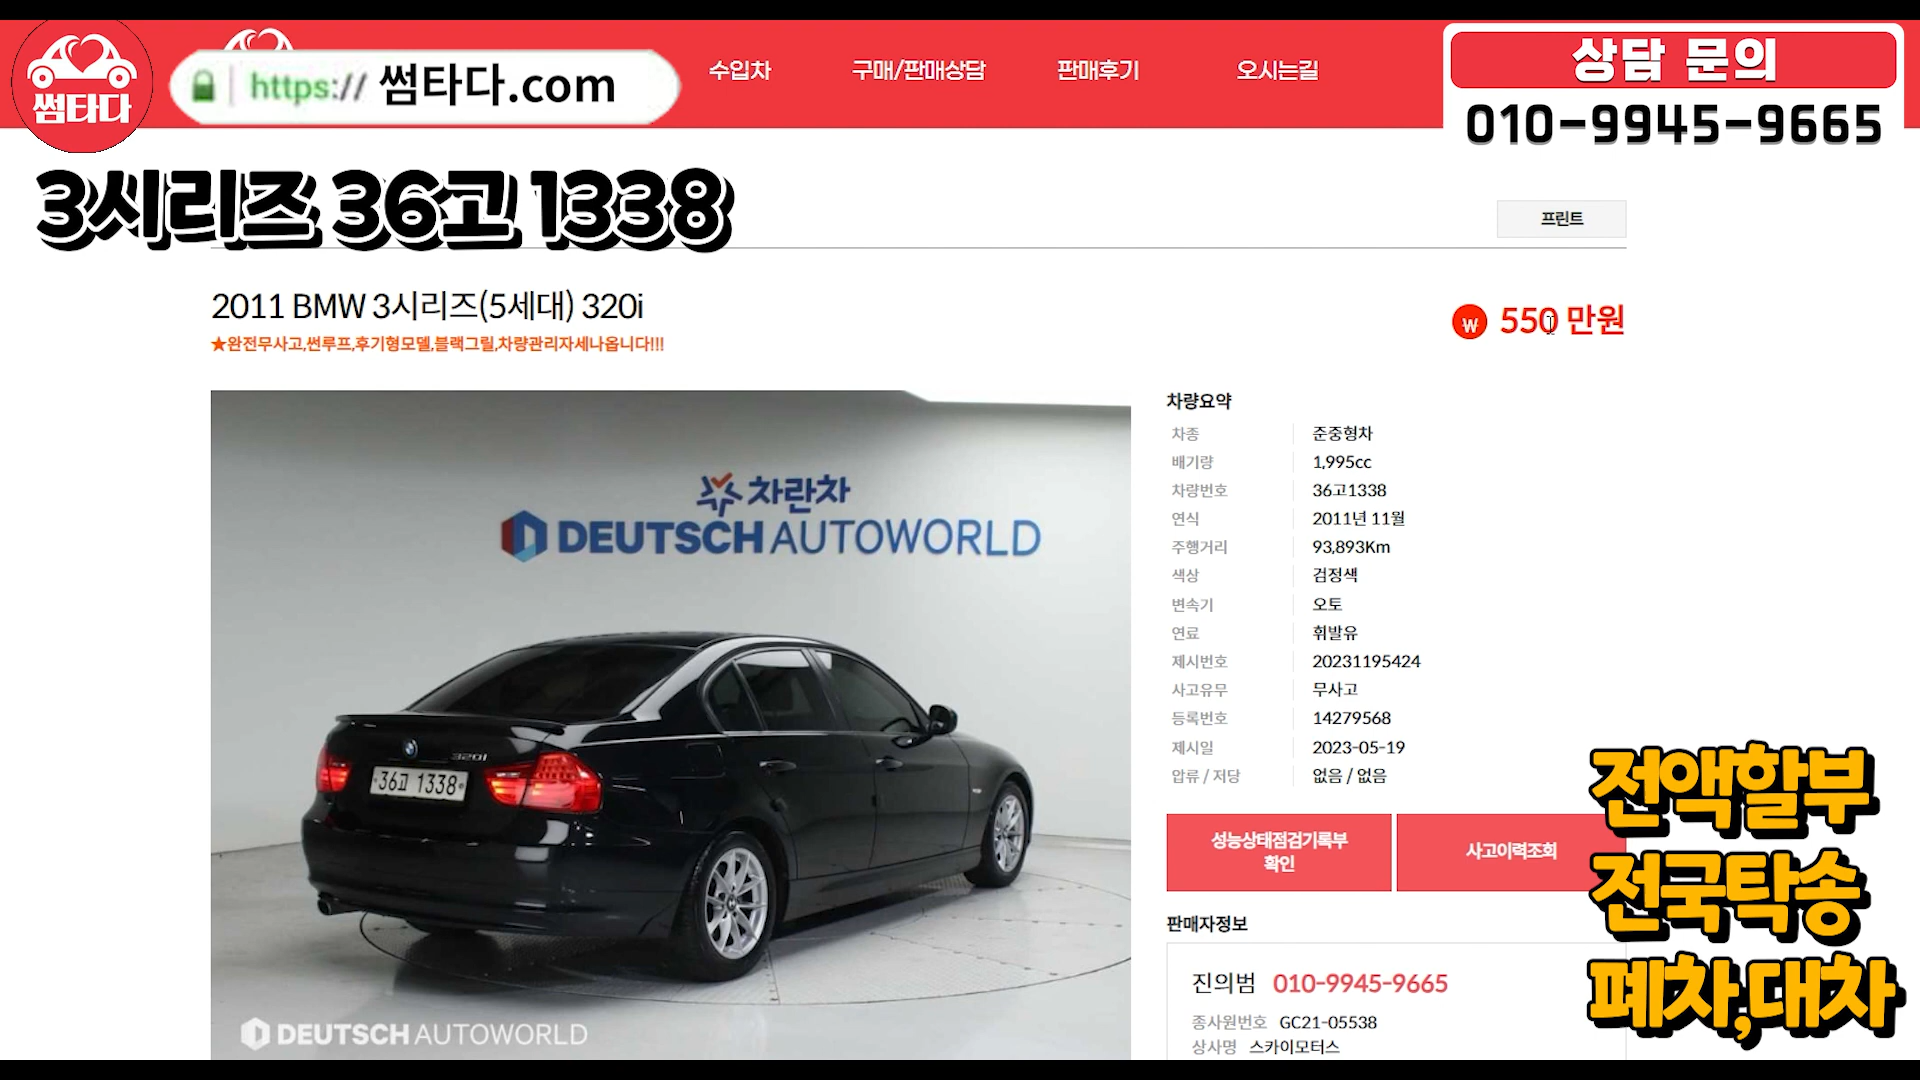 썸타다
https:// 썸타다.com
수입차
구매/판매상담
판매후기
오시는길
상담 문의
010-9945-9665
3시리즈 36고 1338
프린트
2011 BMW 3시리즈(5세대) 320i
₩ 550 만원
★완전무사고,썬루프,후기형모델,블랙그릴,차량관리자세나옵니다!!!
차란차
DEUTSCH AUTOWORLD
320i
36고 1338
DEUTSCH AUTOWORLD
차량요약
차종 준중형차
배기량 1,995cc
차량번호 36고1338
연식 2011년 11월
주행거리 93,893Km
색상 검정색
변속기 오토
연료 휘발유
제시번호 20231195424
사고유무 무사고
등록번호 14279568
제시일 2023-05-19
압류 / 저당 없음 / 없음
성능상태점검기록부
확인
사고이력조회
판매자정보
진의범 010-9945-9665
종사원번호 GC21-05538
상사명 스카이모터스
전액할부
전국탁송
폐차,대차